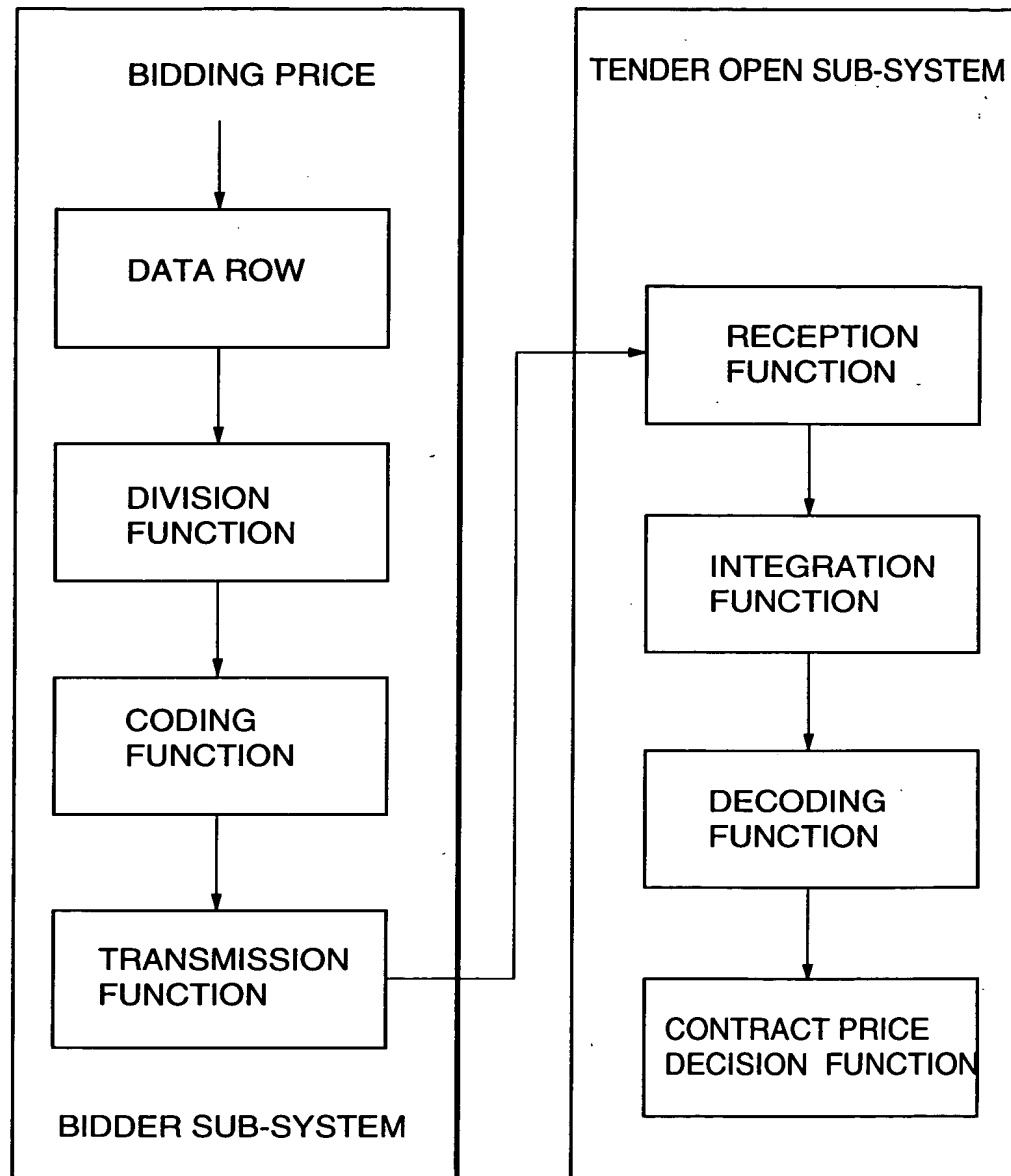 BIDDING PRICE
DATA ROW
DIVISION
FUNCTION
CODING
FUNCTION
TRANSMISSION
FUNCTION
BIDDER SUB-SYSTEM
TENDER OPEN SUB-SYSTEM
RECEPTION
FUNCTION
INTEGRATION
FUNCTION
DECODING
FUNCTION
CONTRACT PRICE
DECISION FUNCTION